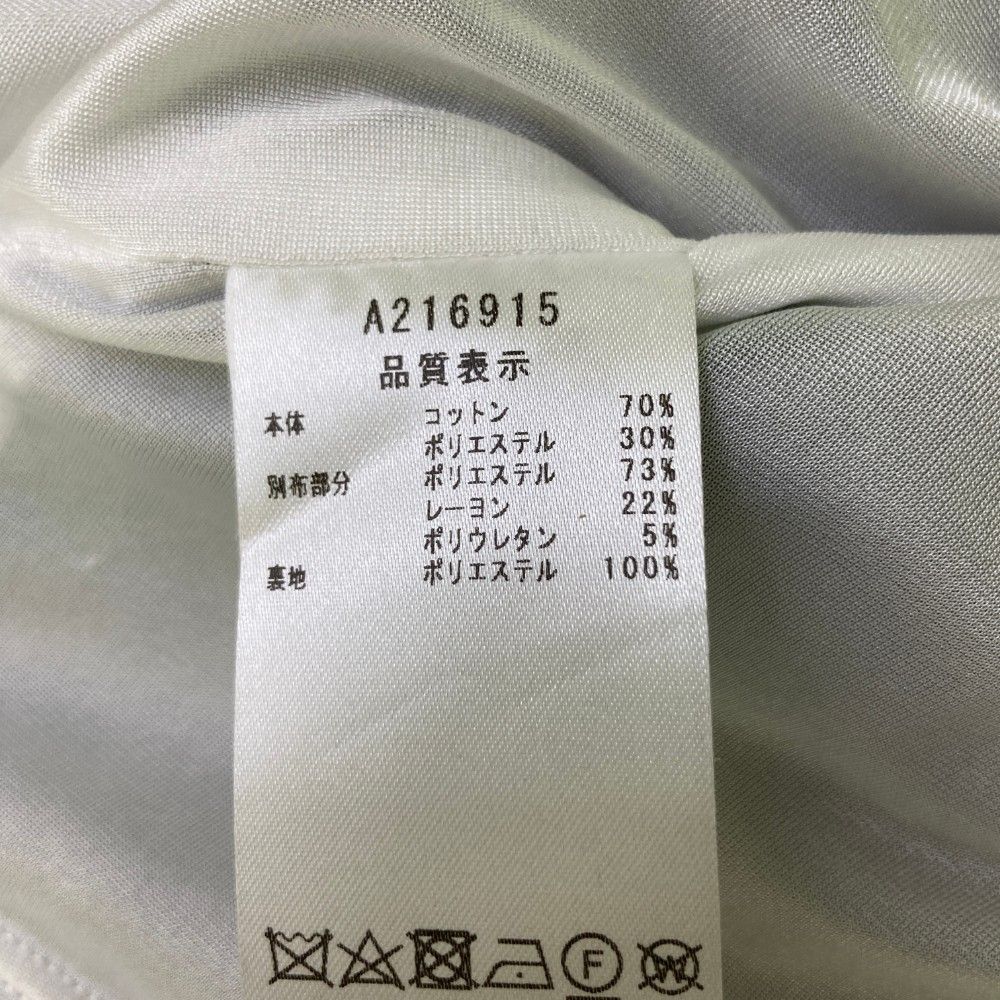 A216915
品質表示
本体 コットン 70%
ポリエステル 30%
別布部分 ポリエステル 73%
レーヨン 22%
ポリウレタン 5%
裏地 ポリエステル 100%
F W